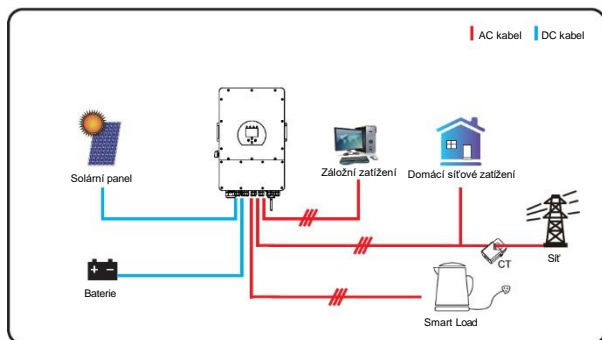 AC kabel
DC kabel
Solární panel
Záložní zatížení
Domácí síťové zatížení
CT
Síť
Baterie
Smart Load